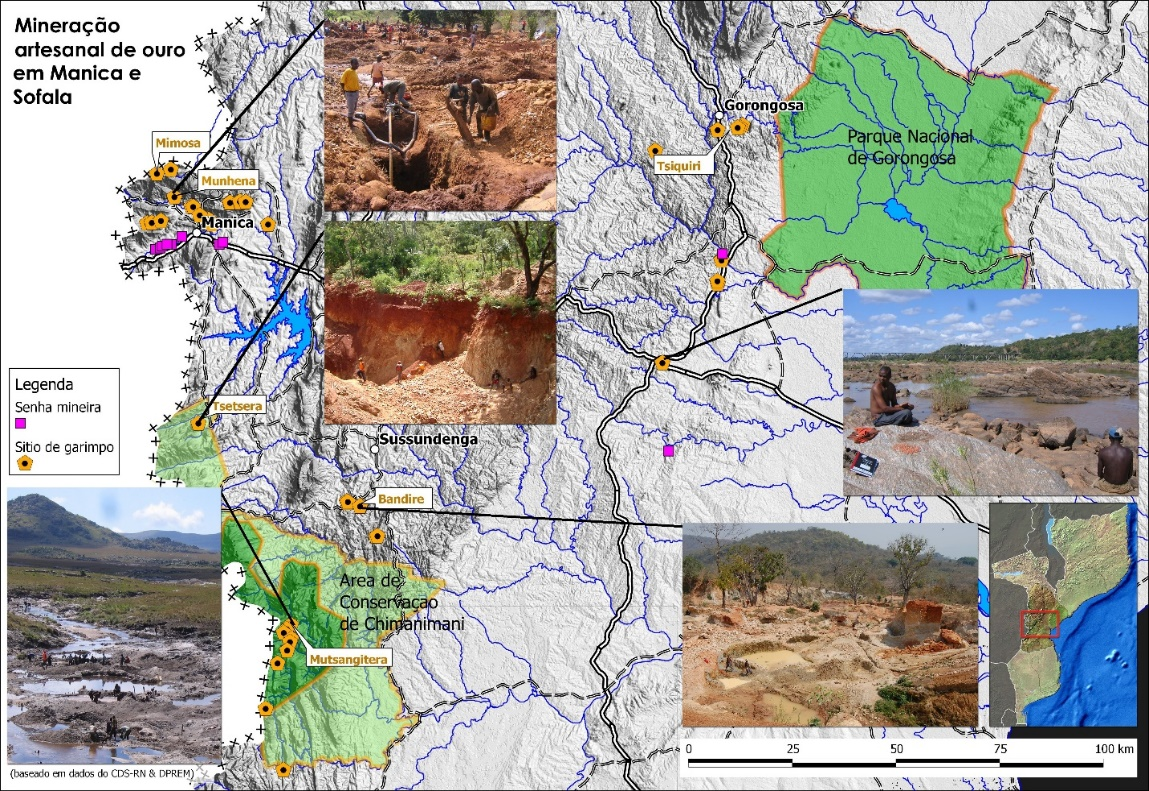 Mineração
artesanal de ouro
em Manica e
Sofala
Mimosa
Munhena
Manica
Gorongosa
Tsiquiri
Parque Nacional
de Gorongosa
Legenda
Senha mineira
Sítio de garimpo
Tsetsera
Sussundenga
Bandire
Área de
Conservação
de Chimanimani
Mutsangitera
(baseado em dados do CDS-RN & DPREM)
0 25 50 75 100 km